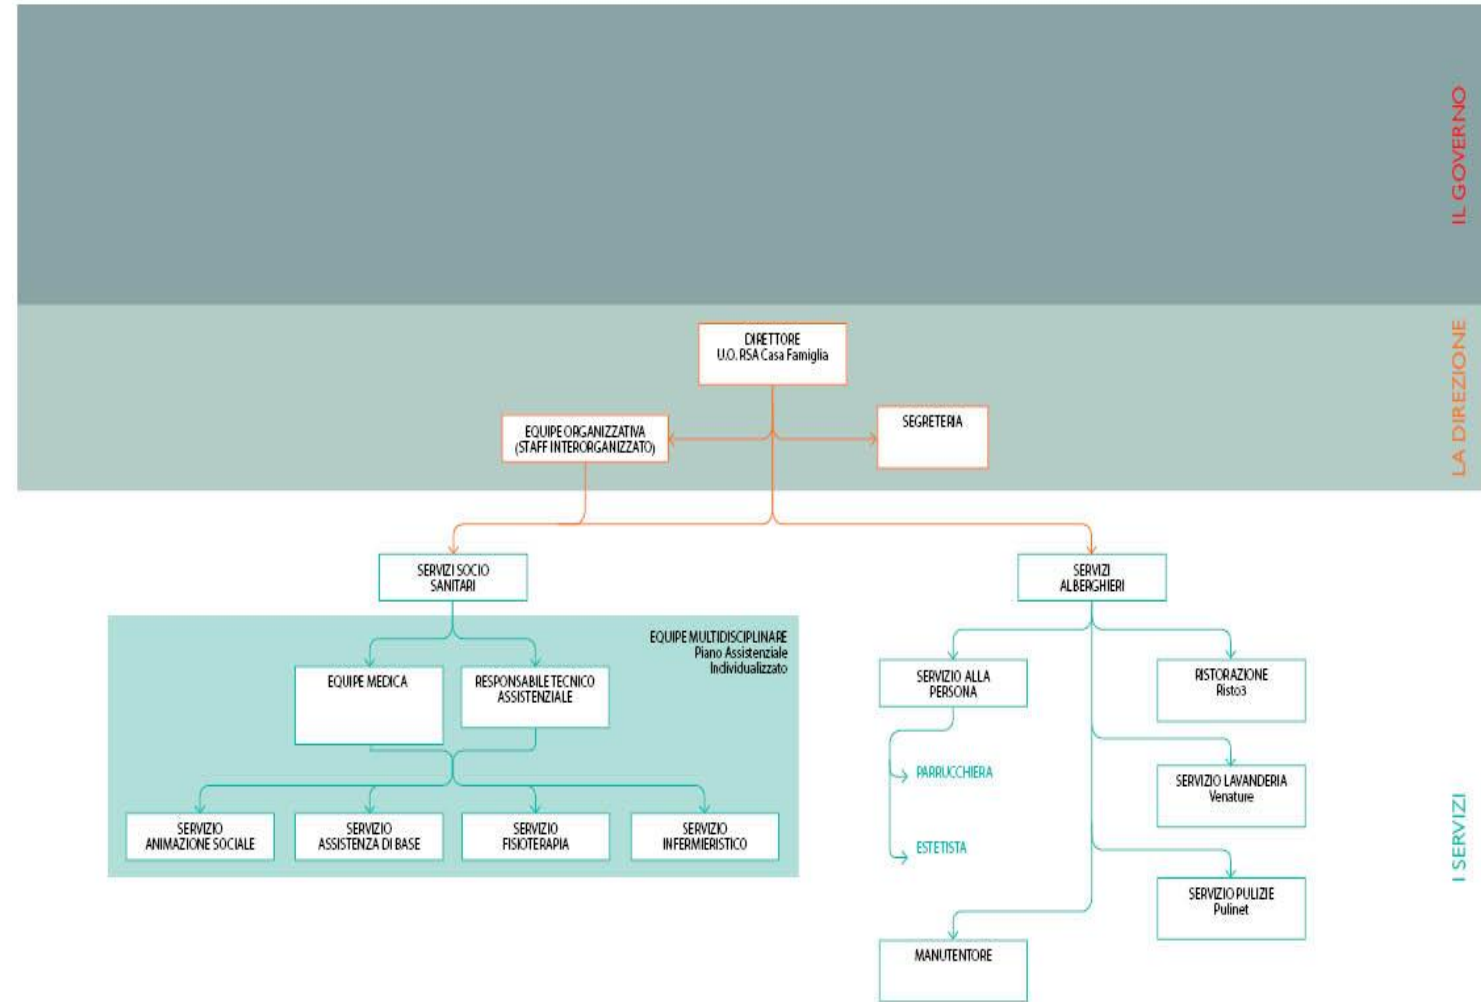 IL GOVERNO
LA DIREZIONE
DIRETTORE
U.O. RSA Casa Famiglia
EQUIPE ORGANIZZATIVA
(STAFF INTERORGANIZZATO)
SEGRETERIA
I SERVIZI
SERVIZI SOCIO
SANITARI
SERVIZI
ALBERGHIERI
EQUIPE MULTIDISCIPLINARE
Piano Assistenziale
Individualizzato
EQUIPE MEDICA
RESPONSABILE TECNICO
ASSISTENZIALE
SERVIZIO
ANIMAZIONE SOCIALE
SERVIZIO
ASSISTENZA DI BASE
SERVIZIO
FISIOTERAPIA
SERVIZIO
INFERMIERISTICO
SERVIZIO ALLA
PERSONA
PARRUCCHIERA
ESTETISTA
RISTORAZIONE
Risto3
SERVIZIO LAVANDERIA
Venature
SERVIZIO PULIZIE
Pulinet
MANUTENTORE